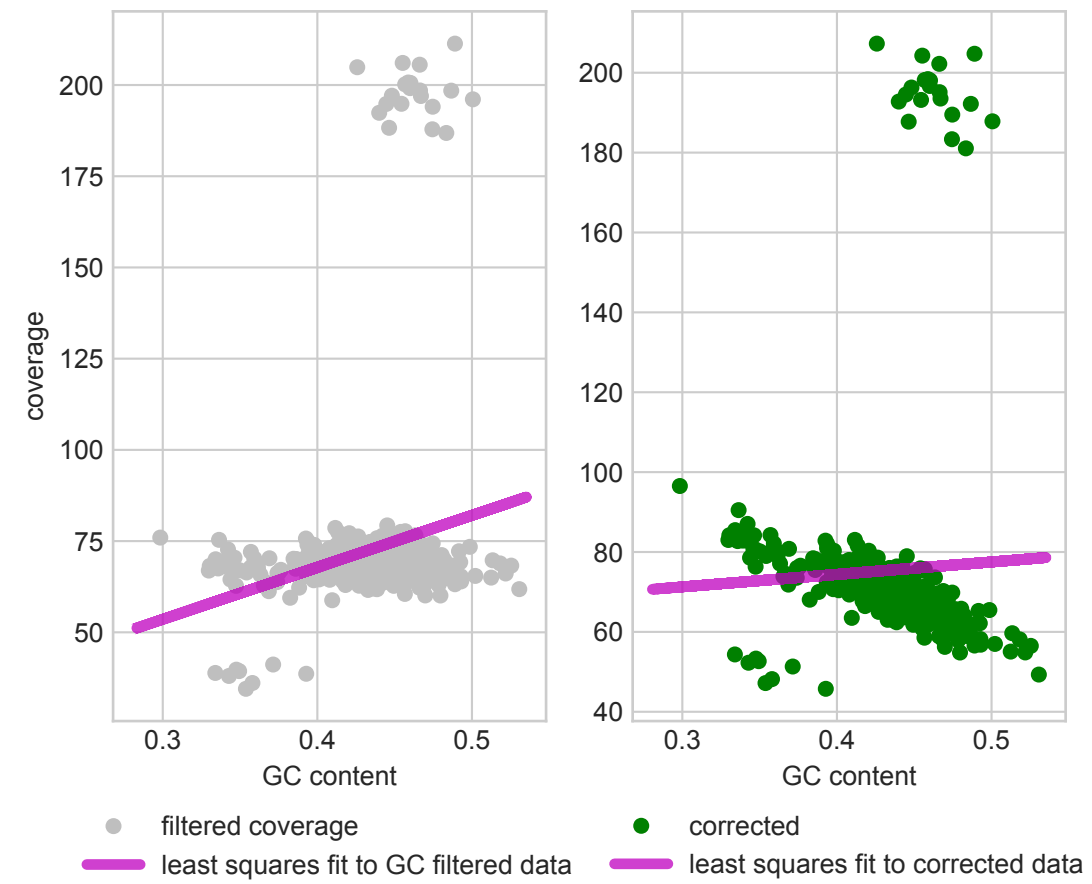 200
175
150
125
100
75
50
coverage
0.3 0.4 0.5
GC content
200
180
160
140
120
100
80
60
40
0.3 0.4 0.5
GC content
filtered coverage
least squares fit to GC filtered data
corrected
least squares fit to corrected data